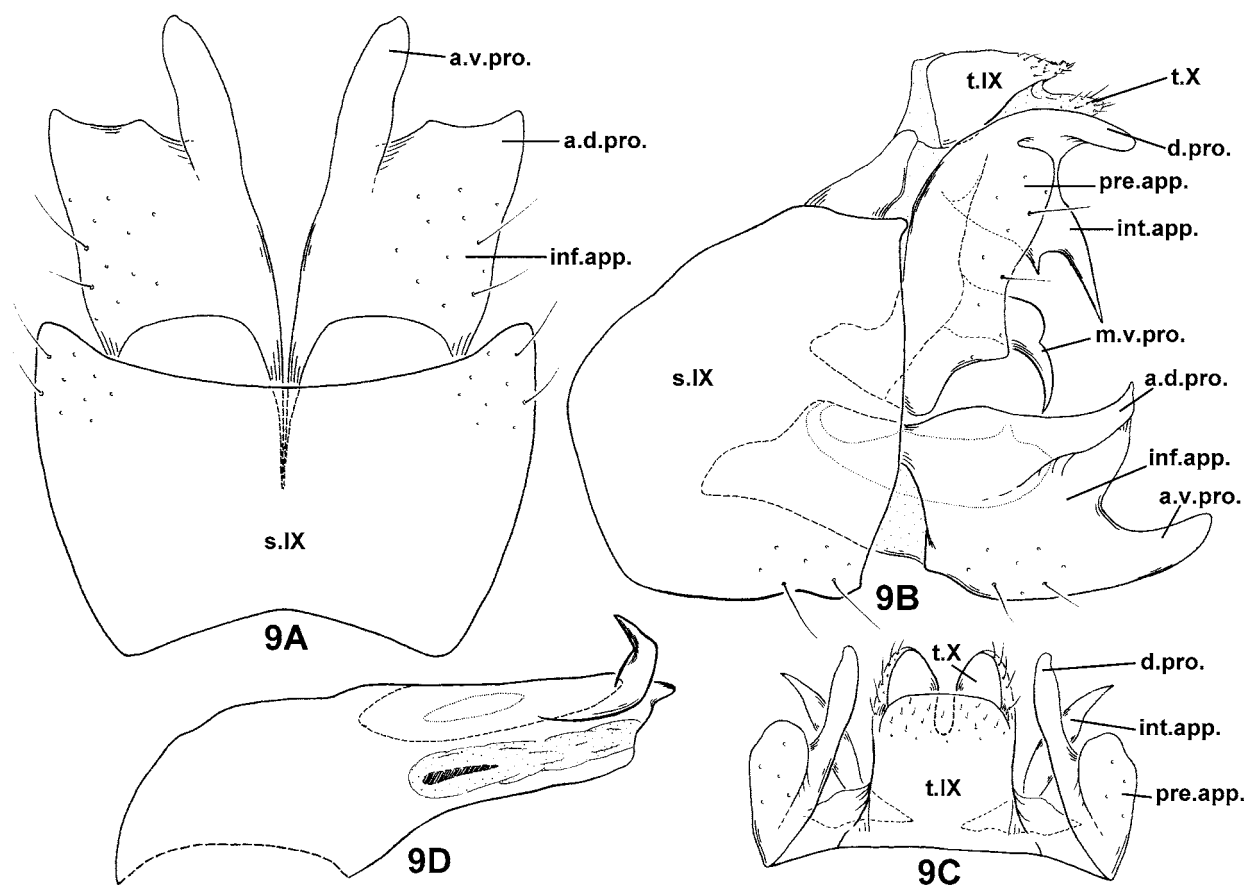 a.v.pro.
a.d.pro.
inf.app.
s.IX
9A
t.IX
t.X
d.pro.
pre.app.
int.app.
m.v.pro.
s.IX
a.d.pro.
inf.app.
a.v.pro.
9B
9D
t.X
d.pro.
int.app.
t.IX
pre.app.
9C